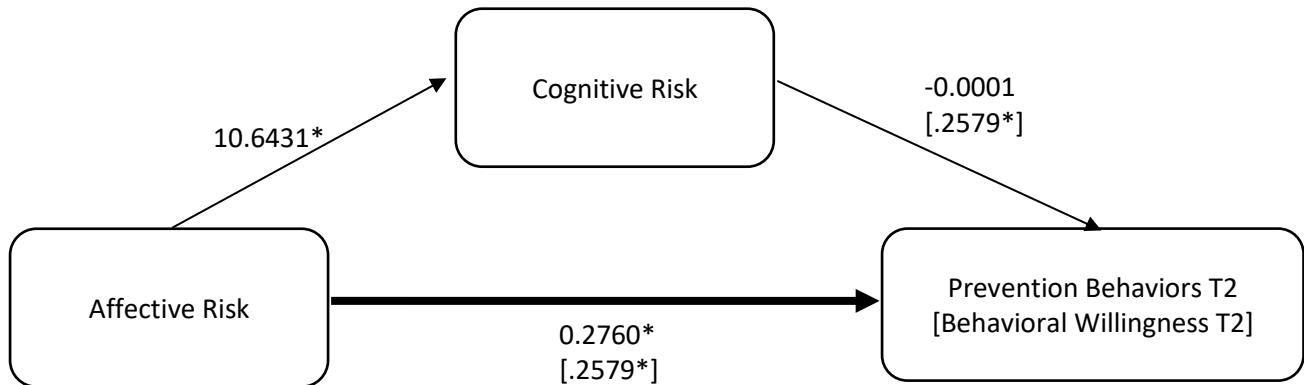 Cognitive Risk
-0.0001
[.2579*]
10.6431*
Affective Risk
Prevention Behaviors T2
[Behavioral Willingness T2]
0.2760*
[.2579*]